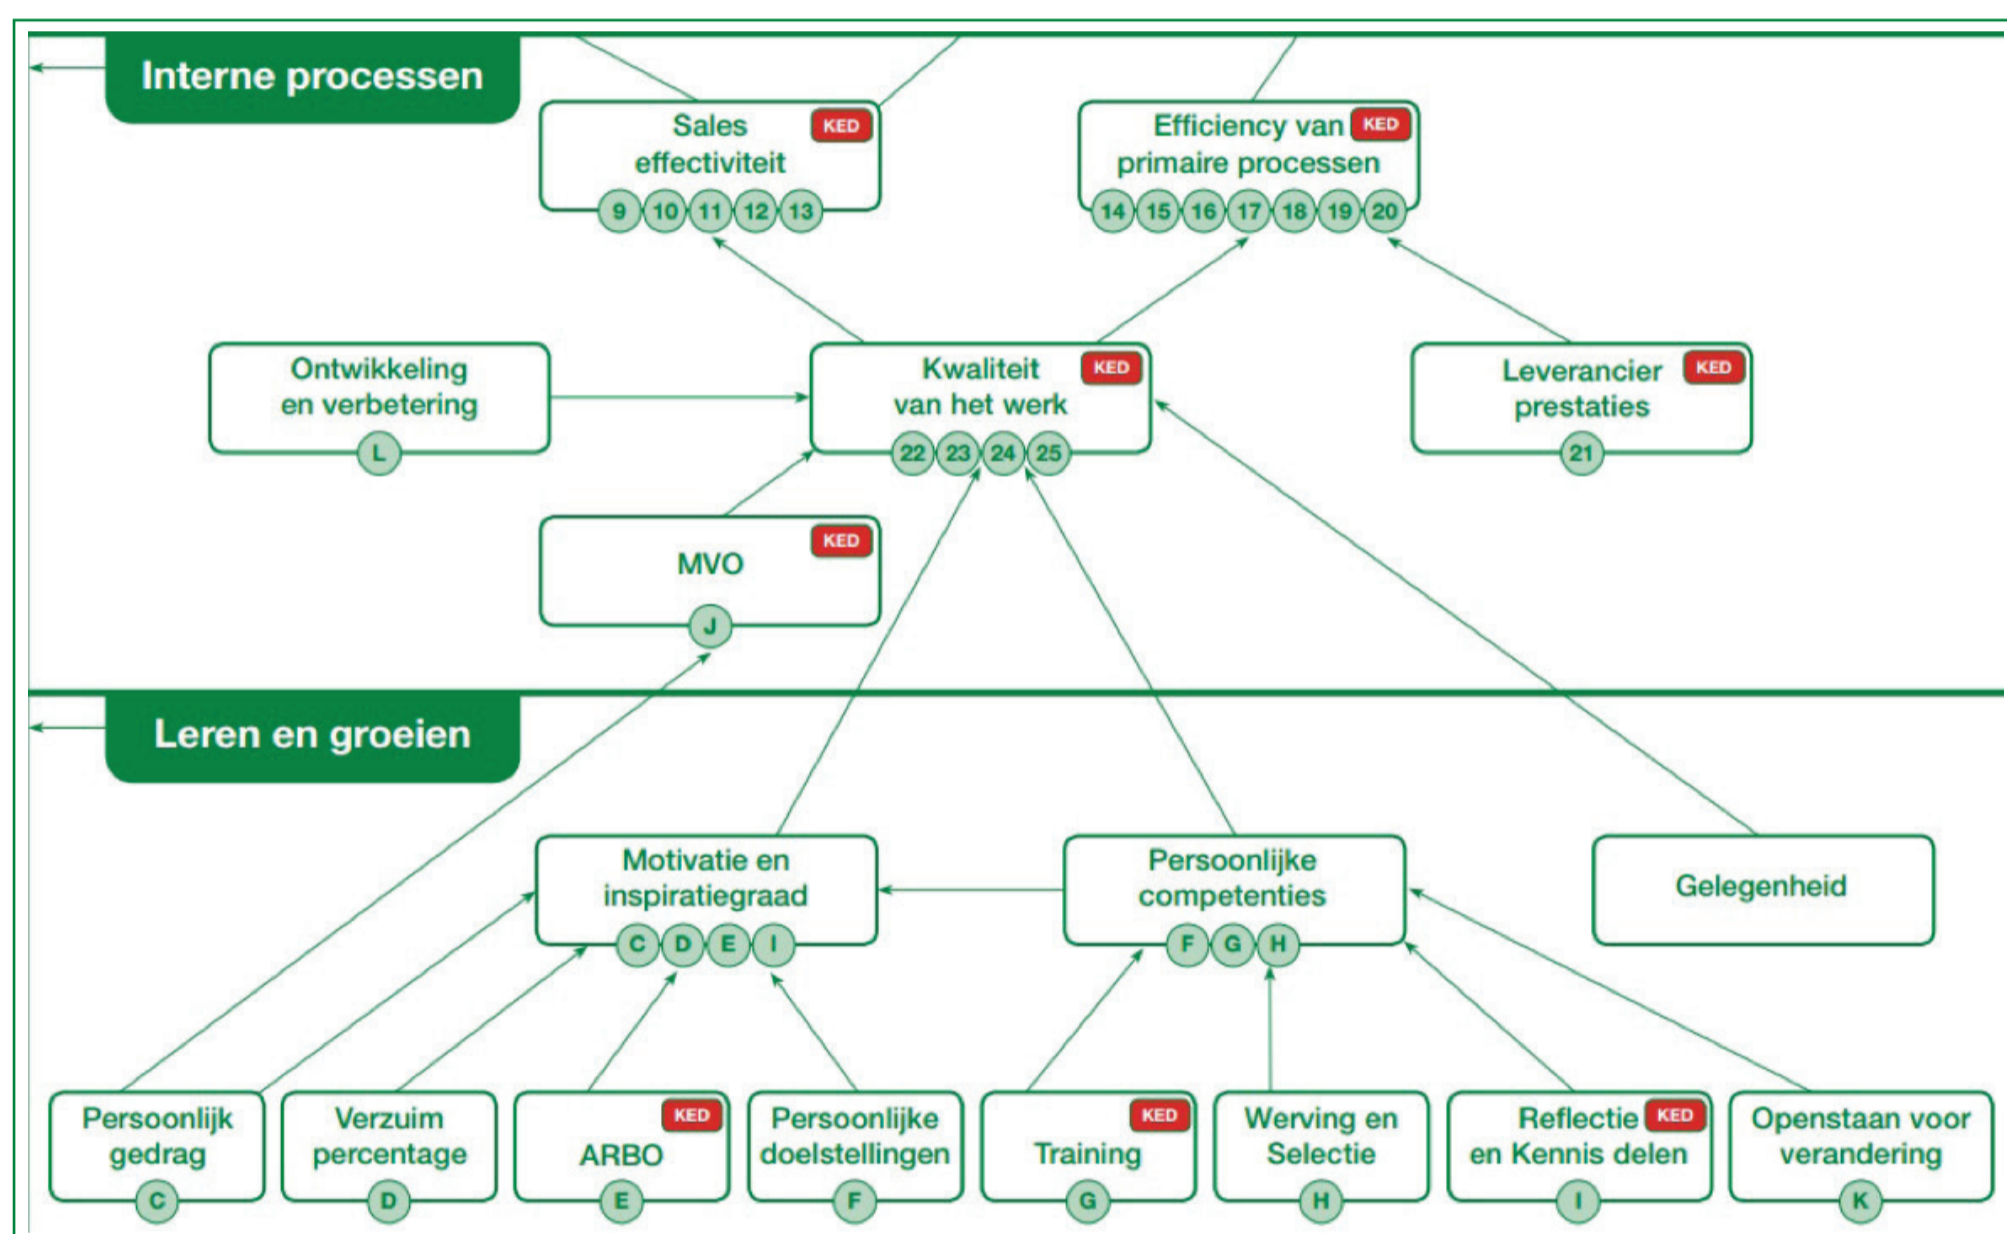 Interne processen
Sales
effectiviteit
KED
9 10 11 12 13
Efficiency van
primaire processen
KED
14 15 16 17 18 19 20
Ontwikkeling
en verbetering
L
Kwaliteit
van het werk
KED
22 23 24 25
Leverancier
prestaties
KED
21
MVO
KED
J
Leren en groeien
Motivatie en
inspiratiegraad
C D E I
Persoonlijke
competenties
F G H
Gelegenheid
Persoonlijk
gedrag
C
Verzuim
percentage
D
KED
ARBO
E
Persoonlijke
doelstellingen
F
KED
Training
G
Werving en
Selectie
H
Reflectie
en Kennis delen
KED
I
Openstaan voor
verandering
K